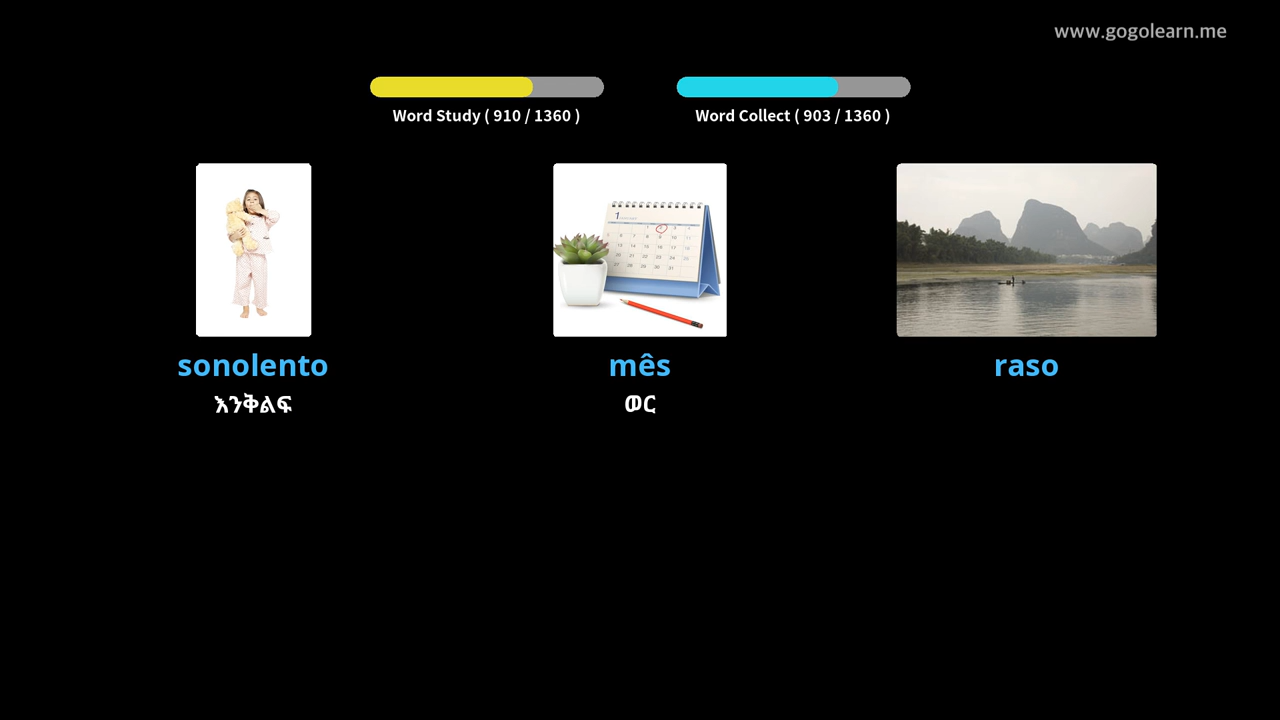 www.gogolearn.me
Word Study ( 910 / 1360 )
Word Collect ( 903 / 1360 )
sonolento
mês
raso
እንቅልፍ
ወር